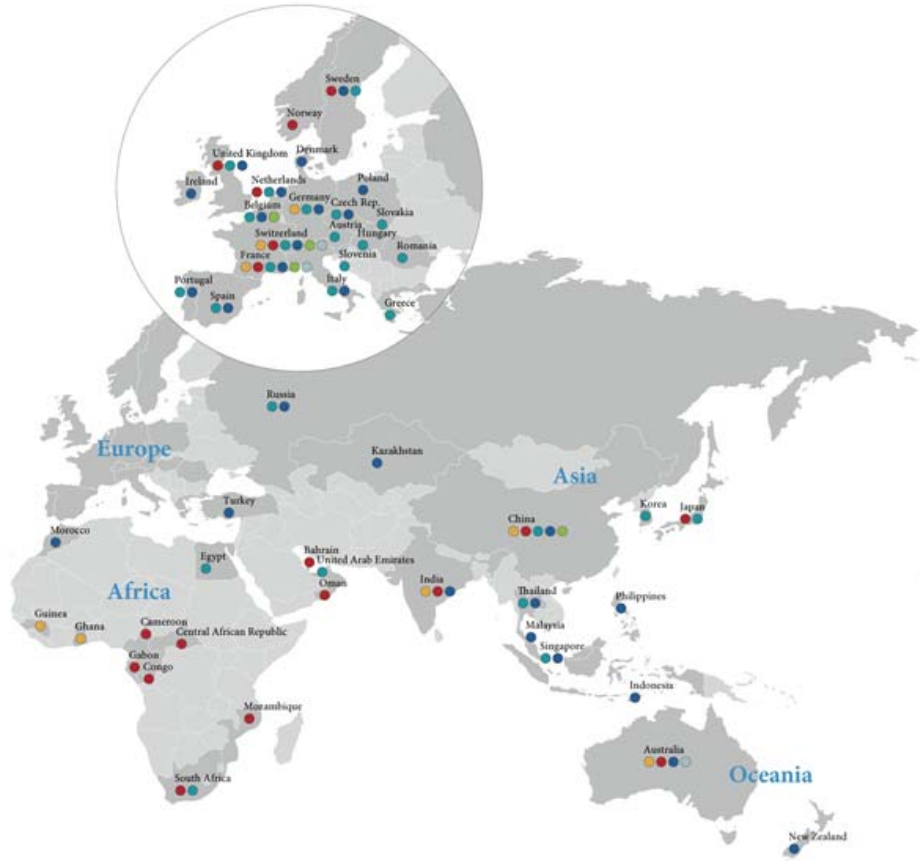 Sweden
Norway
United Kingdom
Denmark
Ireland
Netherlands
Poland
Germany
Belgium
Czech Rep.
Slovakia
Austria
Switzerland
Hungary
Romania
France
Slovenia
Portugal
Italy
Spain
Greece
Russia
Europe
Kazakhstan
Asia
Turkey
Korea
Japan
China
Morocco
Egypt
Bahrain
United Arab Emirates
Oman
India
Africa
Thailand
Philippines
Guinea
Ghana
Cameroon
Central African Republic
Malaysia
Singapore
Gabon
Congo
Indonesia
Mozambique
Australia
South Africa
Oceania
New Zealand